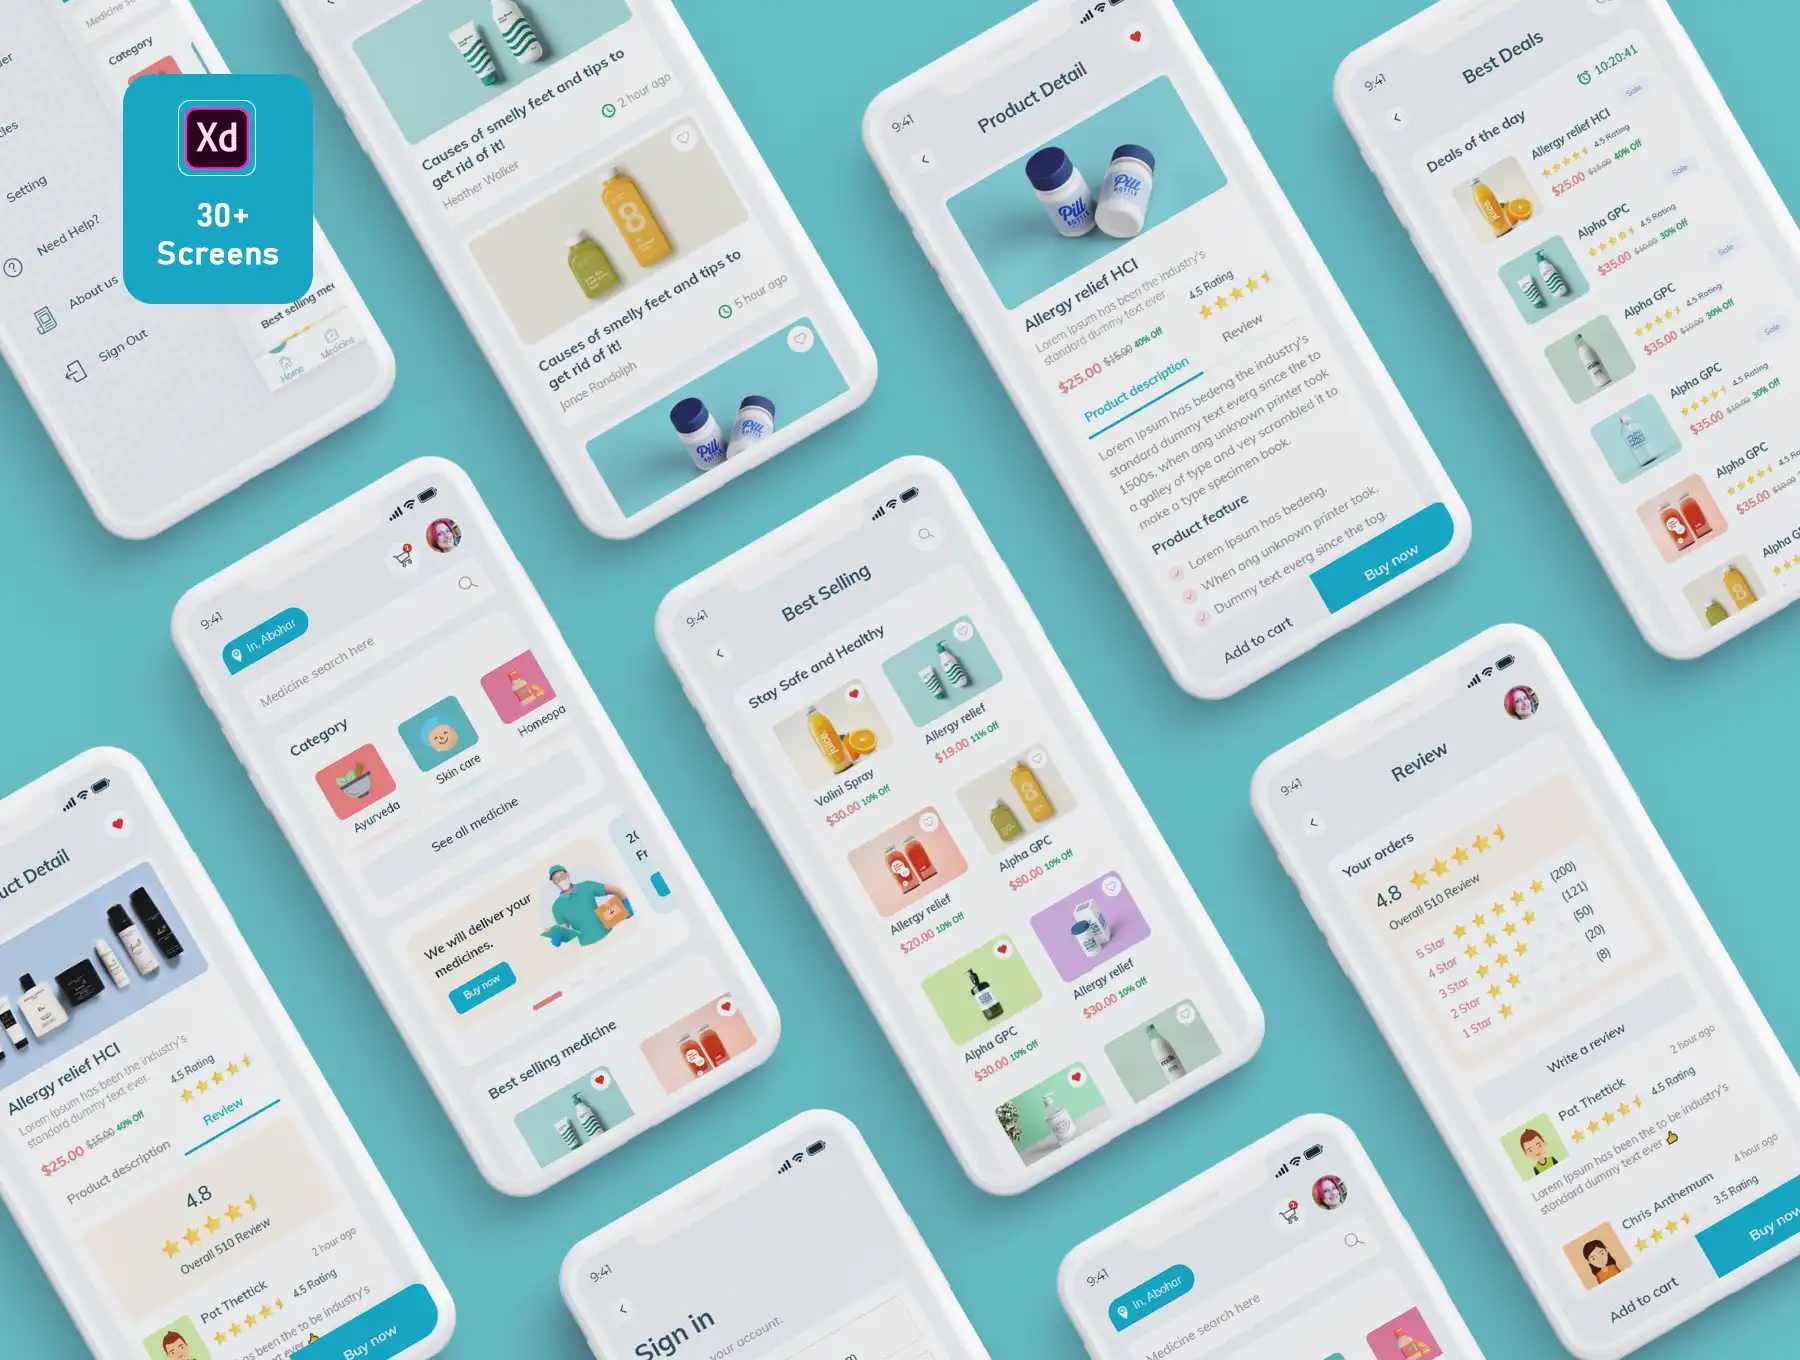 Xd
30+
Screens
Category
Setting
Need Help?
About us
Sign Out
Best selling
Home
Medicine
Causes of smelly feet and tips to
get rid of it!
Heather Walker
2 hour ago
8
Causes of smelly feet and tips to
get rid of it!
Janae Randolph
5 hour ago
Pill
9:41
Product Detail
Pill
BOTTLE
Pill
BOTTLE
Allergy relief HCl
Lorem Ipsum has been the industry's
standard dummy text ever.
4.5 Rating
$25.00 $15.00 40% Off
Product description
Review
Lorem Ipsum has bedeng the industry's
standard dummy text everg since the to
1500s, when ang unknown printer took
a galley of type and vey scrambled it to
make a type specimen book.
Product feature
Lorem Ipsum has bedeng.
When ang unknown printer took.
Dummy text everg since the tog.
Add to cart
Buy now
9:41
Best Deals
10:20:41
Deals of the day
Sale
Allergy relief HCl
4.5 Rating
$25.00 $15.00 40% Off
Sale
Alpha GPC
4.5 Rating
$35.00 $10.00 30% Off
Sale
Alpha GPC
4.5 Rating
$35.00 $10.00 30% Off
Sale
Alpha GPC
4.5 Rating
$35.00 $10.00 30% Off
Alpha GPC
$35.00
9:41
In, Abohar
Medicine search here
Category
Ayurveda
Skin care
Homeopa
See all medicine
We will deliver your
medicines.
Buy now
Best selling medicine
9:41
Best Selling
Stay Safe and Healthy
juice
Volini Spray
$30.00 10% Off
Allergy relief
$19.00 11% Off
Allergy relief
$20.00 10% Off
8
Alpha GPC
$80.00 10% Off
Alpha GPC
$30.00 10% Off
Allergy relief
$30.00 10% Off
milk
9:41
Review
Your orders
4.8
Overall 510 Review
5 Star
(200)
4 Star
(121)
3 Star
(50)
2 Star
(20)
1 Star
(8)
Write a review
Pat Thettick
2 hour ago
4.5 Rating
Lorem Ipsum has been the to be industry's
standard dummy text ever
Chris Anthemum
4 hour ago
3.5 Rating
Add to cart
Buy now
uct Detail
Allergy relief HCl
Lorem Ipsum has been the industry's
standard dummy text ever.
4.5 Rating
$25.00 $15.00 40% Off
Product description
Review
4.8
Overall 510 Review
2 hour ago
Pat Thettick
4.5 Rating
Buy now
9:41
Sign in
your account.
9:41
In, Abohar
Medicine search here